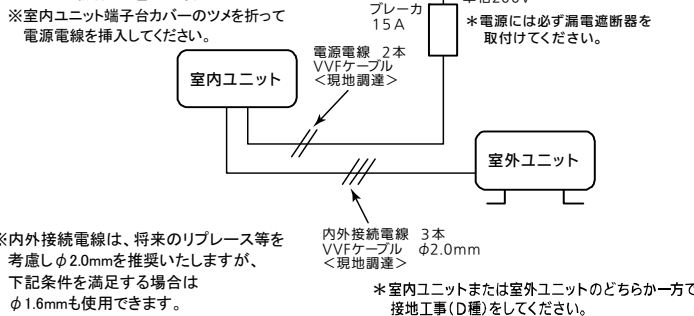 単相200V
※室内ユニット端子台カバーのツメを折って
電源電線を挿入してください。
ブレーカ
15A
＊電源には必ず漏電遮断器を
取付けてください。
電源電線 2本
VVFケーブル
＜現地調達＞
室内ユニット
室外ユニット
内外接続電線 3本
VVFケーブル φ2.0mm
＜現地調達＞
※内外接続電線は、将来のリプレース等を
考慮しφ2.0mmを推奨いたしますが、
下記条件を満足する場合は
φ1.6mmも使用できます。
＊室内ユニットまたは室外ユニットのどちらか一方で
接地工事(D種)をしてください。